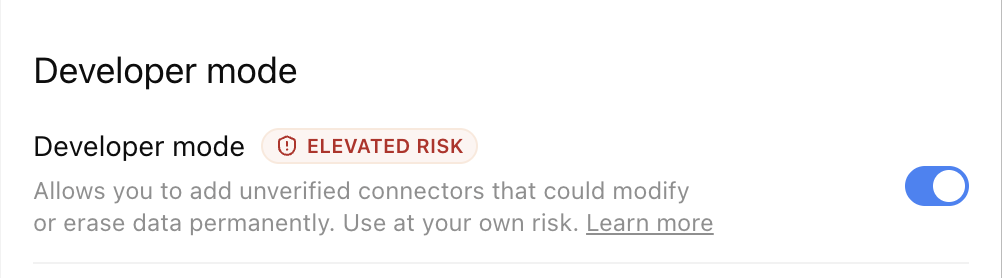 Developer mode
Developer mode ELEVATED RISK
Allows you to add unverified connectors that could modify
or erase data permanently. Use at your own risk. Learn more